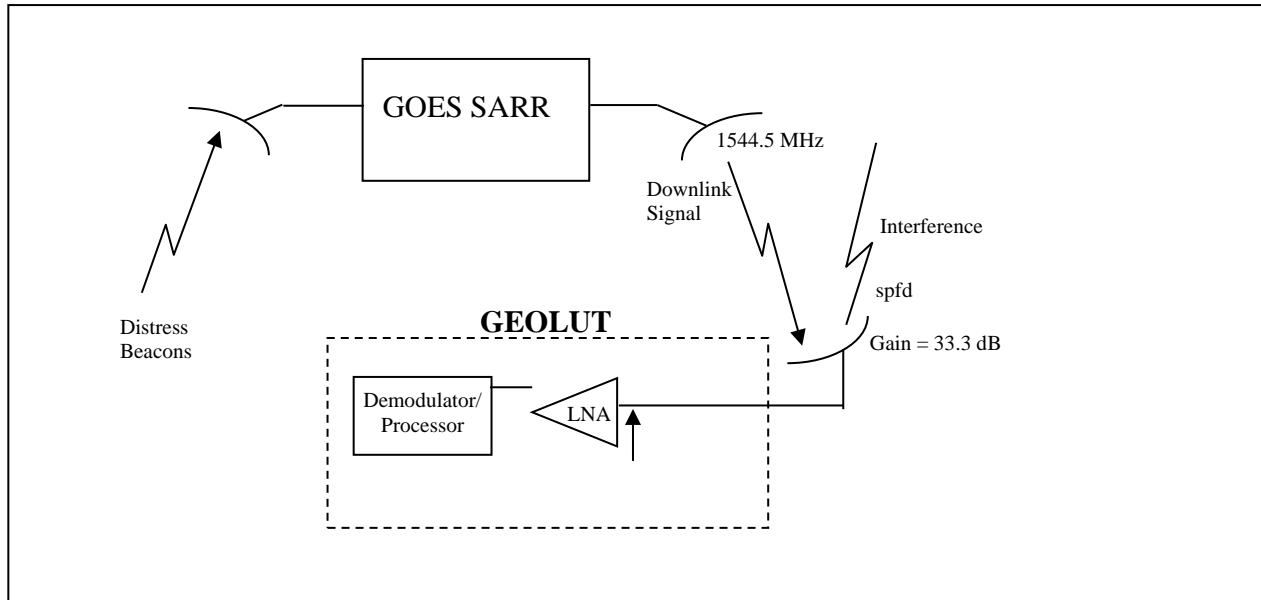 GOES SARR
1544.5 MHz
Downlink
Signal
Interference
spfd
Distress
Beacons
GEOLUT
Gain = 33.3 dB
Demodulator/
Processor
LNA